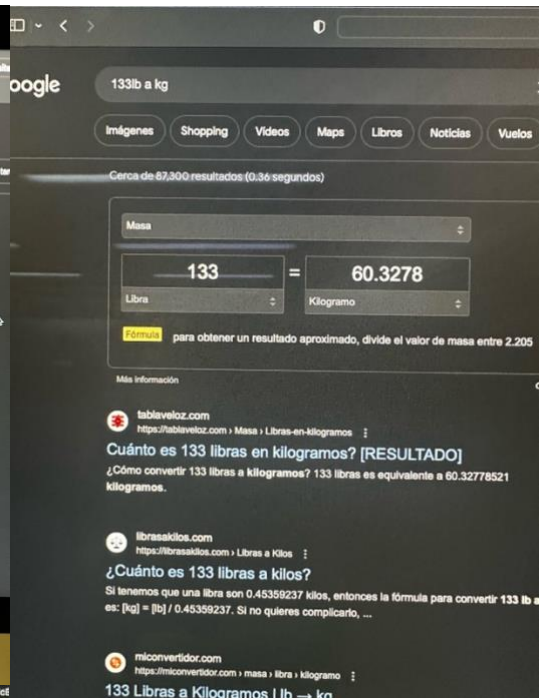 oogle
133lb a kg
Imágenes Shopping Videos Maps Libros Noticias Vuelos
Cerca de 87,300 resultados (0.36 segundos)
Masa
133 = 60.3278
Libra Kilogramo
Fórmula para obtener un resultado aproximado, divide el valor de masa entre 2.205
Más información
tablaveloz.com
https://tablaveloz.com › Masa › Libras-en-kilogramos
Cuánto es 133 libras en kilogramos? [RESULTADO]
¿Cómo convertir 133 libras a kilogramos? 133 libras es equivalente a 60.32778521
kilogramos.
librasakilos.com
https://librasakilos.com › Libras a Kilos
¿Cuánto es 133 libras a kilos?
Si tenemos que una libra son 0.45359237 kilos, entonces la fórmula para convertir 133 lb a
es: [kg] = [lb] / 0.45359237. Si no quieres complicarlo, ...
miconvertidor.com
https://miconvertidor.com › masa › libra › kilogramo
133 Libras a Kilogramos | lb → kg